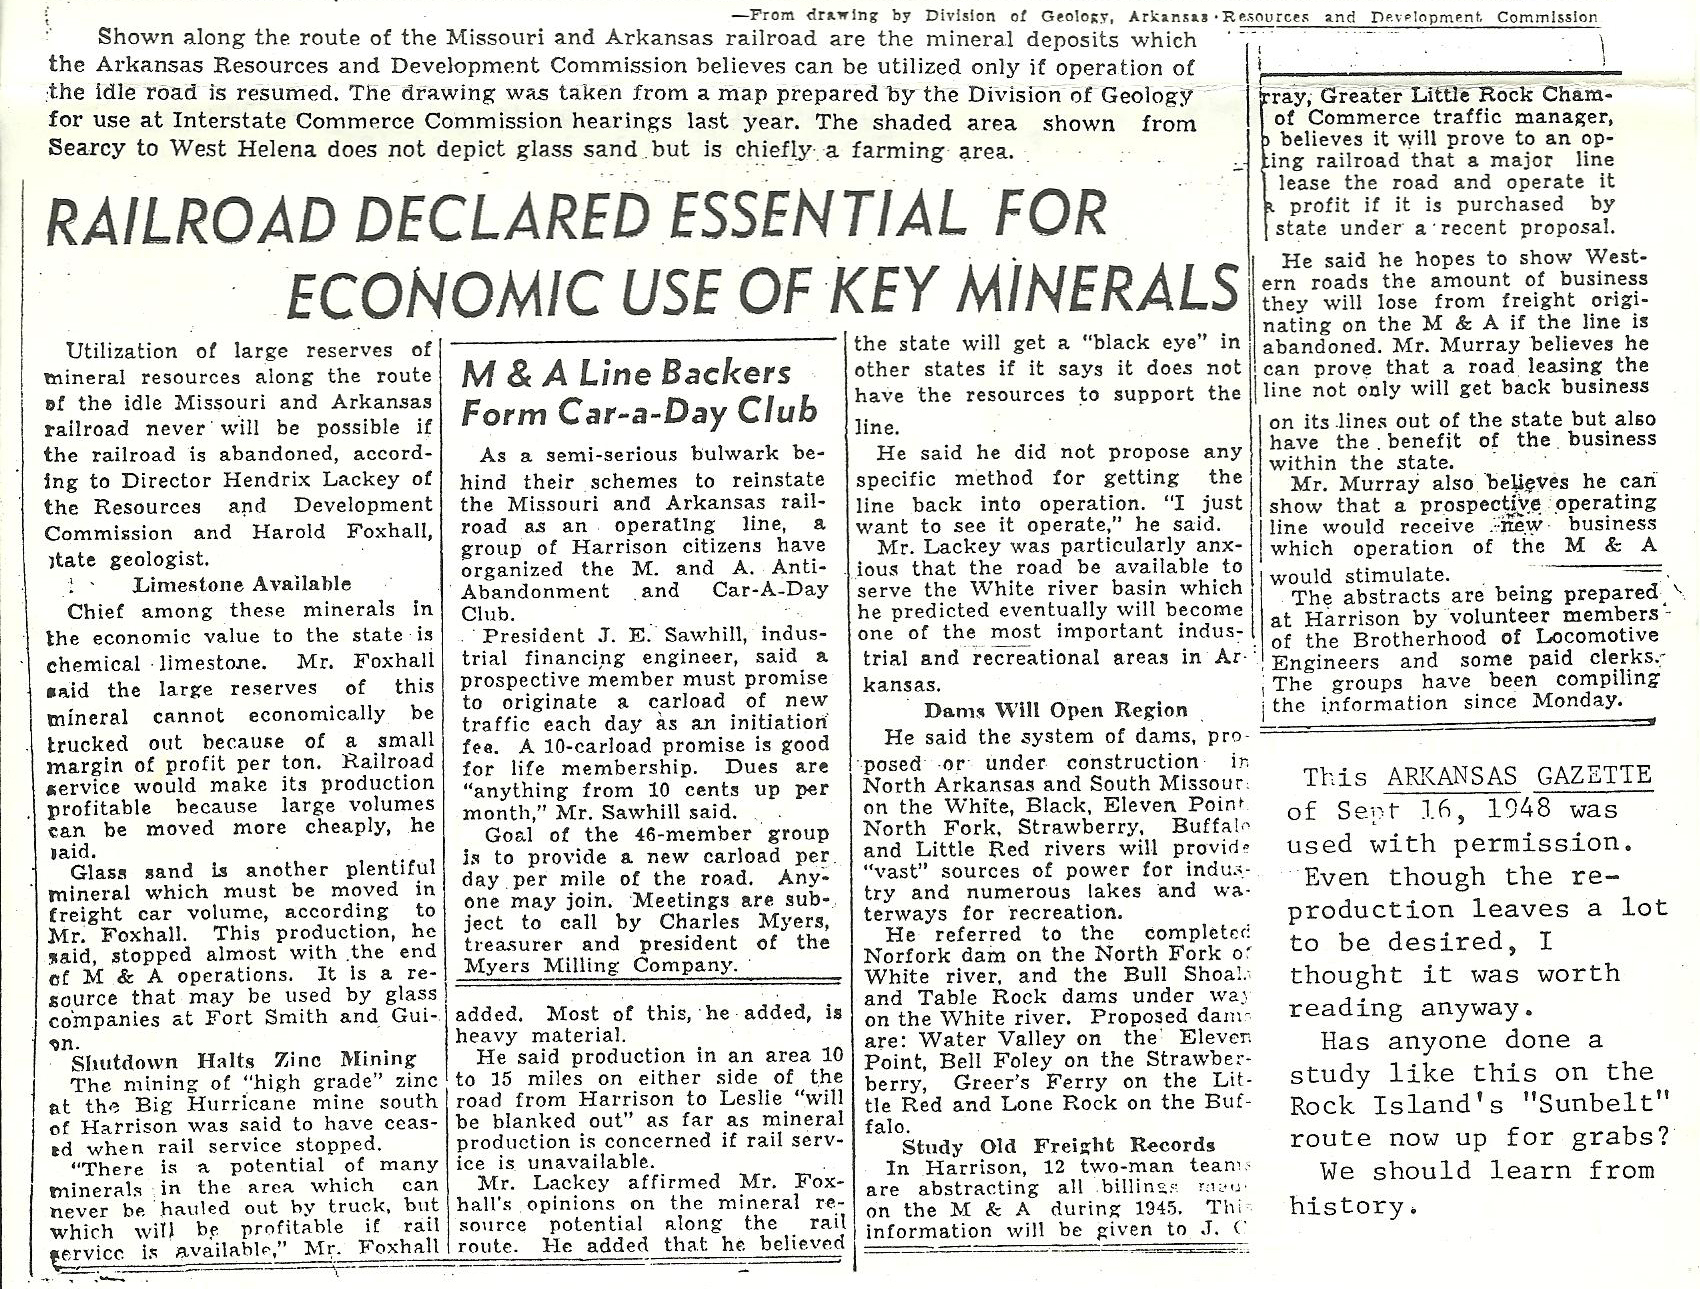 —From drawing by Division of Geology, Arkansas Resources and Development Commission
Shown along the route of the Missouri and Arkansas railroad are the mineral deposits which
the Arkansas Resources and Development Commission believes can be utilized only if operation of
the idle road is resumed. The drawing was taken from a map prepared by the Division of Geology
for use at Interstate Commerce Commission hearings last year. The shaded area shown from
Searcy to West Helena does not depict glass sand but is chiefly a farming area.
RAILROAD DECLARED ESSENTIAL FOR
ECONOMIC USE OF KEY MINERALS
Utilization of large reserves of
mineral resources along the route
of the idle Missouri and Arkansas
railroad never will be possible if
the railroad is abandoned, accord-
ing to Director Hendrix Lackey of
the Resources and Development
Commission and Harold Foxhall,
state geologist.
Limestone Available
Chief among these minerals in
the economic value to the state is
chemical limestone. Mr. Foxhall
said the large reserves of this
mineral cannot economically be
trucked out because of a small
margin of profit per ton. Railroad
service would make its production
profitable because large volumes
can be moved more cheaply, he
said.
Glass sand is another plentiful
mineral which must be moved in
freight car volume, according to
Mr. Foxhall. This production, he
said, stopped almost with the end
of M & A operations. It is a re-
source that may be used by glass
companies at Fort Smith and Gui-
on.
Shutdown Halts Zinc Mining
The mining of "high grade" zinc
at the Big Hurricane mine south
of Harrison was said to have ceas-
ed when rail service stopped.
"There is a potential of many
minerals in the area which can
never be hauled out by truck, but
which will be profitable if rail
service is available," Mr. Foxhall
M & A Line Backers
Form Car-a-Day Club
As a semi-serious bulwark be-
hind their schemes to reinstate
the Missouri and Arkansas rail-
road as an operating line, a
group of Harrison citizens have
organized the M. and A. Anti-
Abandonment and Car-A-Day
Club.
President J. E. Sawhill, indus-
trial financing engineer, said a
prospective member must promise
to originate a carload of new
traffic each day as an initiation
fee. A 10-carload promise is good
for life membership. Dues are
"anything from 10 cents up per
month," Mr. Sawhill said.
Goal of the 46-member group
is to provide a new carload per
day per mile of the road. Any-
one may join. Meetings are sub-
ject to call by Charles Myers,
treasurer and president of the
Myers Milling Company.
added. Most of this, he added, is
heavy material.
He said production in an area 10
to 15 miles on either side of the
road from Harrison to Leslie "will
be blanked out" as far as mineral
production is concerned if rail serv-
ice is unavailable.
Mr. Lackey affirmed Mr. Fox-
hall's opinions on the mineral re-
source potential along the rail
route. He added that he believed
the state will get a "black eye" in
other states if it says it does not
have the resources to support the
line.
He said he did not propose any
specific method for getting the
line back into operation. "I just
want to see it operate," he said.
Mr. Lackey was particularly anx-
ious that the road be available to
serve the White river basin which
he predicted eventually will become
one of the most important indus-
trial and recreational areas in Ar-
kansas.
Dams Will Open Region
He said the system of dams, pro-
posed or under construction in
North Arkansas and South Missouri
on the White, Black, Eleven Point
North Fork, Strawberry, Buffalo
and Little Red rivers will provide
"vast" sources of power for indus-
try and numerous lakes and wa-
terways for recreation.
He referred to the completed
Norfork dam on the North Fork of
White river, and the Bull Shoals
and Table Rock dams under way
on the White river. Proposed dams
are: Water Valley on the Eleven
Point, Bell Foley on the Strawber-
berry, Greer's Ferry on the Lit-
tle Red and Lone Rock on the Buf-
falo.
Study Old Freight Records
In Harrison, 12 two-man teams
are abstracting all billings made
on the M & A during 1945. This
information will be given to J. C
rray, Greater Little Rock Cham-
of Commerce traffic manager,
believes it will prove to an op-
ting railroad that a major line
lease the road and operate it
a profit if it is purchased by
state under a recent proposal.
He said he hopes to show West-
ern roads the amount of business
they will lose from freight origi-
nating on the M & A if the line is
abandoned. Mr. Murray believes he
can prove that a road leasing the
line not only will get back business
on its lines out of the state but also
have the benefit of the business
within the state.
Mr. Murray also believes he can
show that a prospective operating
line would receive new business
which operation of the M & A
would stimulate.
The abstracts are being prepared
at Harrison by volunteer members
of the Brotherhood of Locomotive
Engineers and some paid clerks.
The groups have been compiling
the information since Monday.
This ARKANSAS GAZETTE
of Sept 16, 1948 was
used with permission.
Even though the re-
production leaves a lot
to be desired, I
thought it was worth
reading anyway.
Has anyone done a
study like this on the
Rock Island's "Sunbelt"
route now up for grabs?
We should learn from
history.